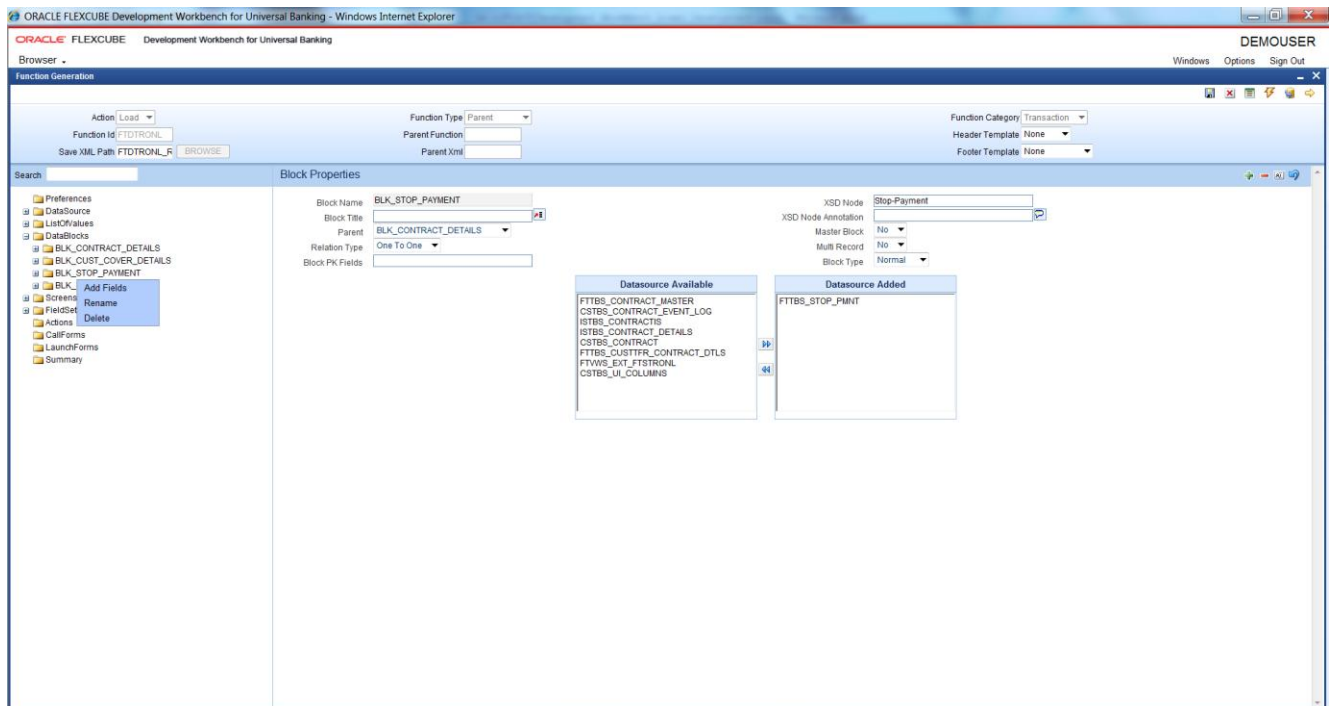 ORACLE FLEXCUBE Development Workbench for Universal Banking - Windows Internet Explorer
ORACLE FLEXCUBE Development Workbench for Universal Banking DEMOUSER
Browser Windows Options Sign Out
Function Generation
Action Load Function Type Parent Function Category Transaction
Function Id FTDTRONL Parent Function Header Template None
Save XML Path FTDTRONL_R BROWSE Parent Xml Footer Template None
Search Block Properties
Preferences
DataSource
ListOfValues
DataBlocks
BLK_CONTRACT_DETAILS
BLK_CUST_COVER_DETAILS
BLK_STOP_PAYMENT
BLK_
Screens
FieldSet
Actions
CallForms
LaunchForms
Summary
Add Fields
Rename
Delete
Block Name BLK_STOP_PAYMENT XSD Node Stop-Payment
Block Title XSD Node Annotation
Parent BLK_CONTRACT_DETAILS Master Block No
Relation Type One To One Multi Record No
Block PK Fields Block Type Normal
Datasource Available
FTTBS_CONTRACT_MASTER
CSTBS_CONTRACT_EVENT_LOG
ISTBS_CONTRACTIS
ISTBS_CONTRACT_DETAILS
CSTBS_CONTRACT
FTTBS_CUSTTFR_CONTRACT_DTLS
FTVWS_EXT_FTSTRONL
CSTBS_UI_COLUMNS
Datasource Added
FTTBS_STOP_PMNT